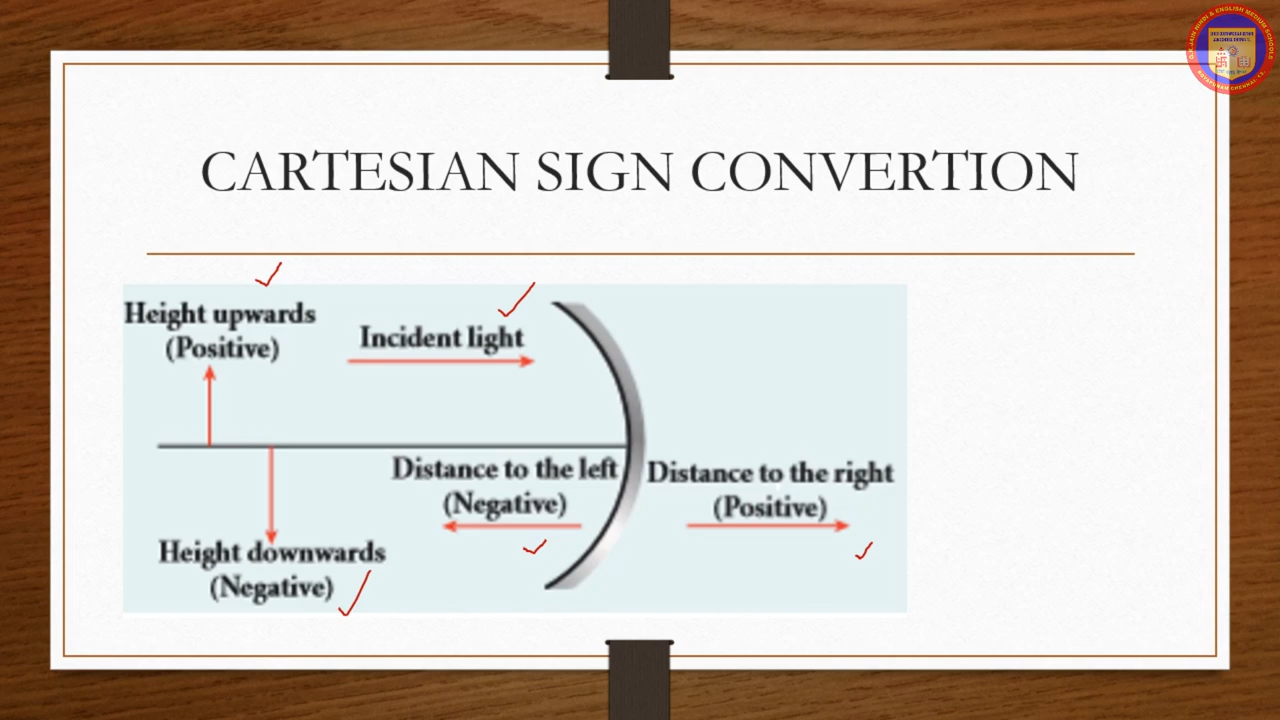 CARTESIAN SIGN CONVERTION
Height upwards
(Positive)
Incident light
Distance to the left
(Negative)
Distance to the right
(Positive)
Height downwards
(Negative)